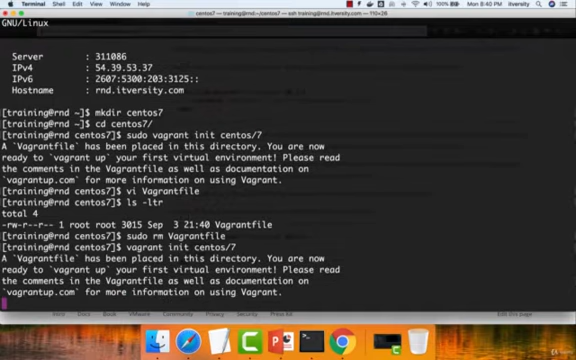 Terminal Shell Edit View Window Help
100% Mon 8:40 PM itversity
centos7 — training@rnd:~/centos7 — ssh training@rnd.itversity.com — 110×26
GNU/Linux
Server : 311086
IPv4 : 54.39.53.37
IPv6 : 2607:5300:203:3125::
Hostname : rnd.itversity.com
[training@rnd ~]$ mkdir centos7
[training@rnd ~]$ cd centos7/
[training@rnd centos7]$ sudo vagrant init centos/7
A `Vagrantfile` has been placed in this directory. You are now
ready to `vagrant up` your first virtual environment! Please read
the comments in the Vagrantfile as well as documentation on
`vagrantup.com` for more information on using Vagrant.
[training@rnd centos7]$ vi Vagrantfile
[training@rnd centos7]$ ls -ltr
total 4
-rw-r--r-- 1 root root 3015 Sep  3 21:40 Vagrantfile
[training@rnd centos7]$ sudo rm Vagrantfile
[training@rnd centos7]$ vagrant init centos/7
A `Vagrantfile` has been placed in this directory. You are now
ready to `vagrant up` your first virtual environment! Please read
the comments in the Vagrantfile as well as documentation on
`vagrantup.com` for more information on using Vagrant.
VMware Community Privacy Security